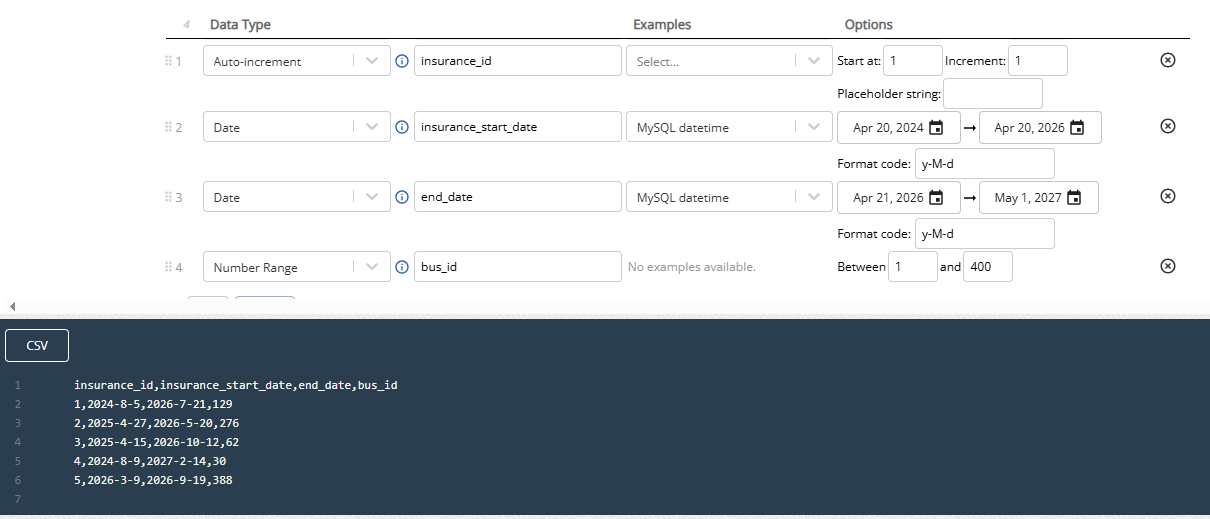 4 Data Type Examples Options
1 Auto-increment insurance_id Select... Start at: 1 Increment: 1
Placeholder string:
2 Date insurance_start_date MySQL datetime Apr 20, 2024 → Apr 20, 2026
Format code: y-M-d
3 Date end_date MySQL datetime Apr 21, 2026 → May 1, 2027
Format code: y-M-d
4 Number Range bus_id No examples available. Between 1 and 400
CSV
1 insurance_id,insurance_start_date,end_date,bus_id
2 1,2024-8-5,2026-7-21,129
3 2,2025-4-27,2026-5-20,276
4 3,2025-4-15,2026-10-12,62
5 4,2024-8-9,2027-2-14,30
6 5,2026-3-9,2026-9-19,388
7